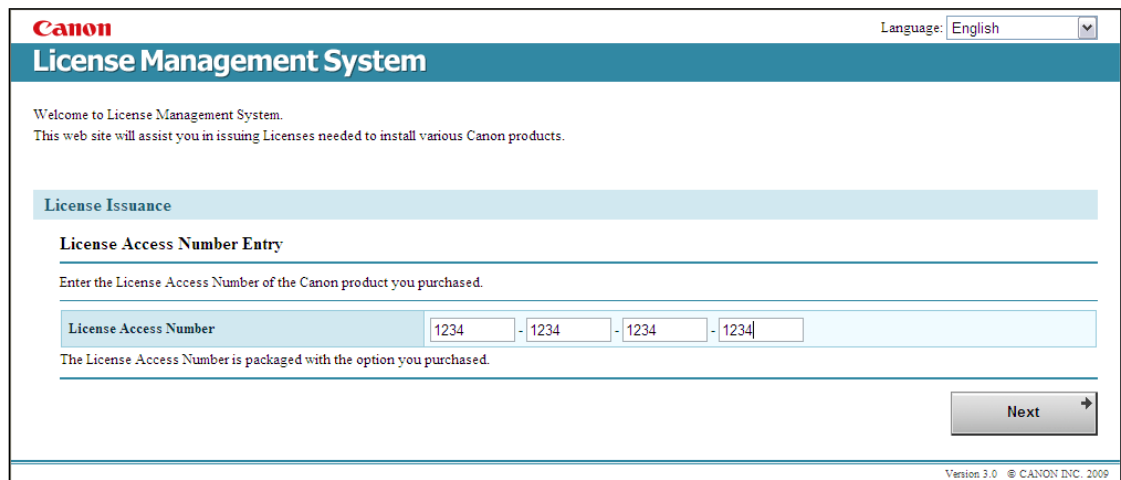 Canon
Language: English
License Management System
Welcome to License Management System.
This web site will assist you in issuing Licenses needed to install various Canon products.
License Issuance
License Access Number Entry
Enter the License Access Number of the Canon product you purchased.
License Access Number 1234 - 1234 - 1234 - 1234
The License Access Number is packaged with the option you purchased.
Next
Version 3.0 © CANON INC. 2009